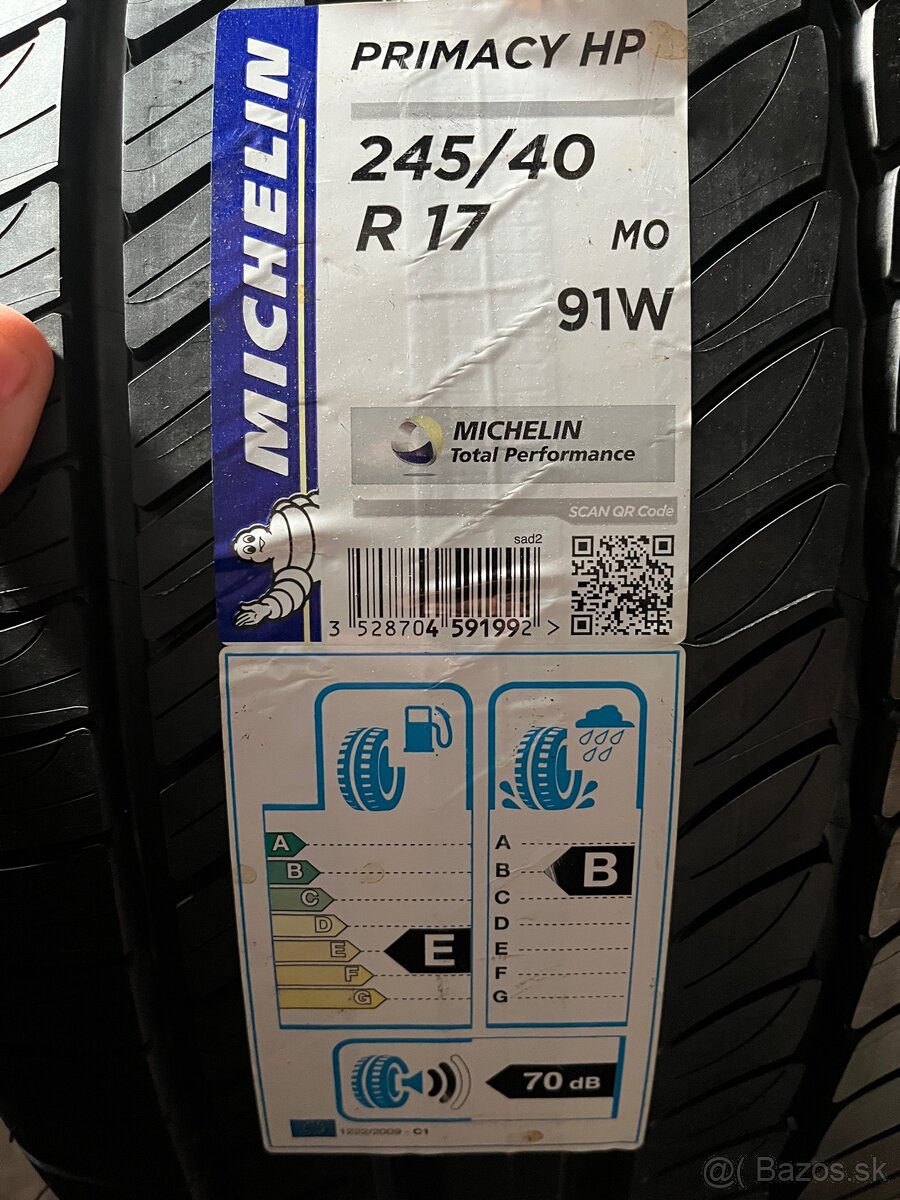 MICHELIN
PRIMACY HP
245/40
R 17 MO
91W
MICHELIN
Total Performance
SCAN QR Code
sad2
3 528704 591992 >
A
B
C
D
E
F
G
E
A
B
C
D
E
F
G
B
70 dB
1222/2009 - C1
@( Bazos.sk